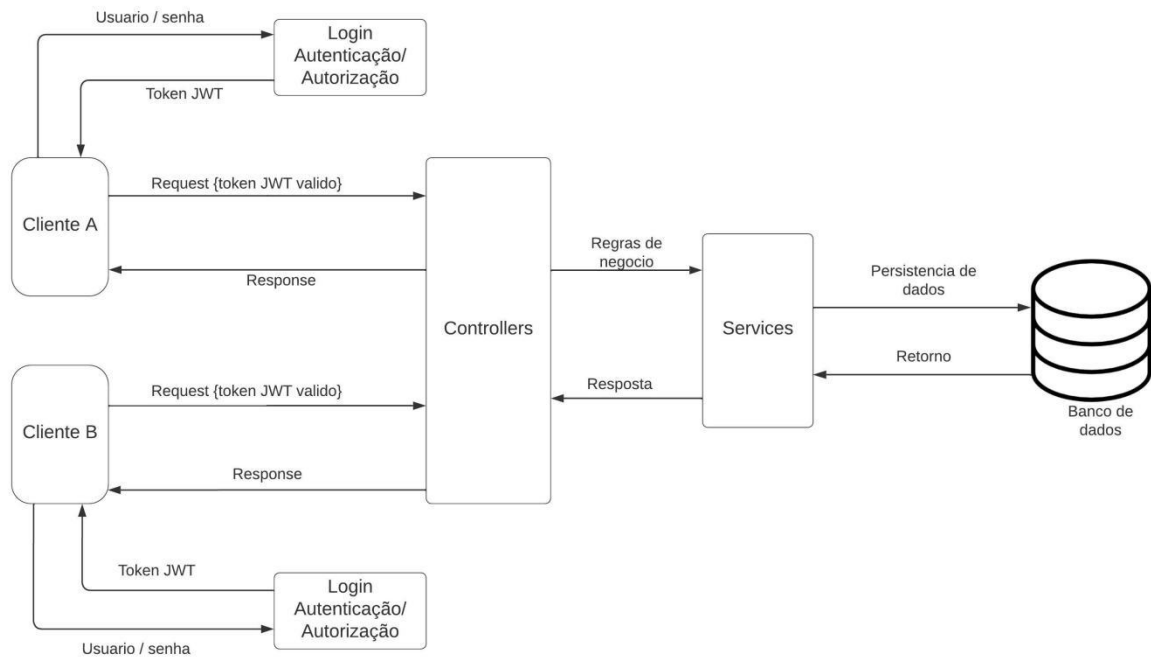 Usuario / senha
Login
Autenticação/
Autorização
Token JWT
Request {token JWT valido}
Cliente A
Response
Regras de
negocio
Persistencia de
dados
Controllers
Services
Retorno
Resposta
Banco de
dados
Request {token JWT valido}
Cliente B
Response
Token JWT
Login
Autenticação/
Autorização
Usuario / senha